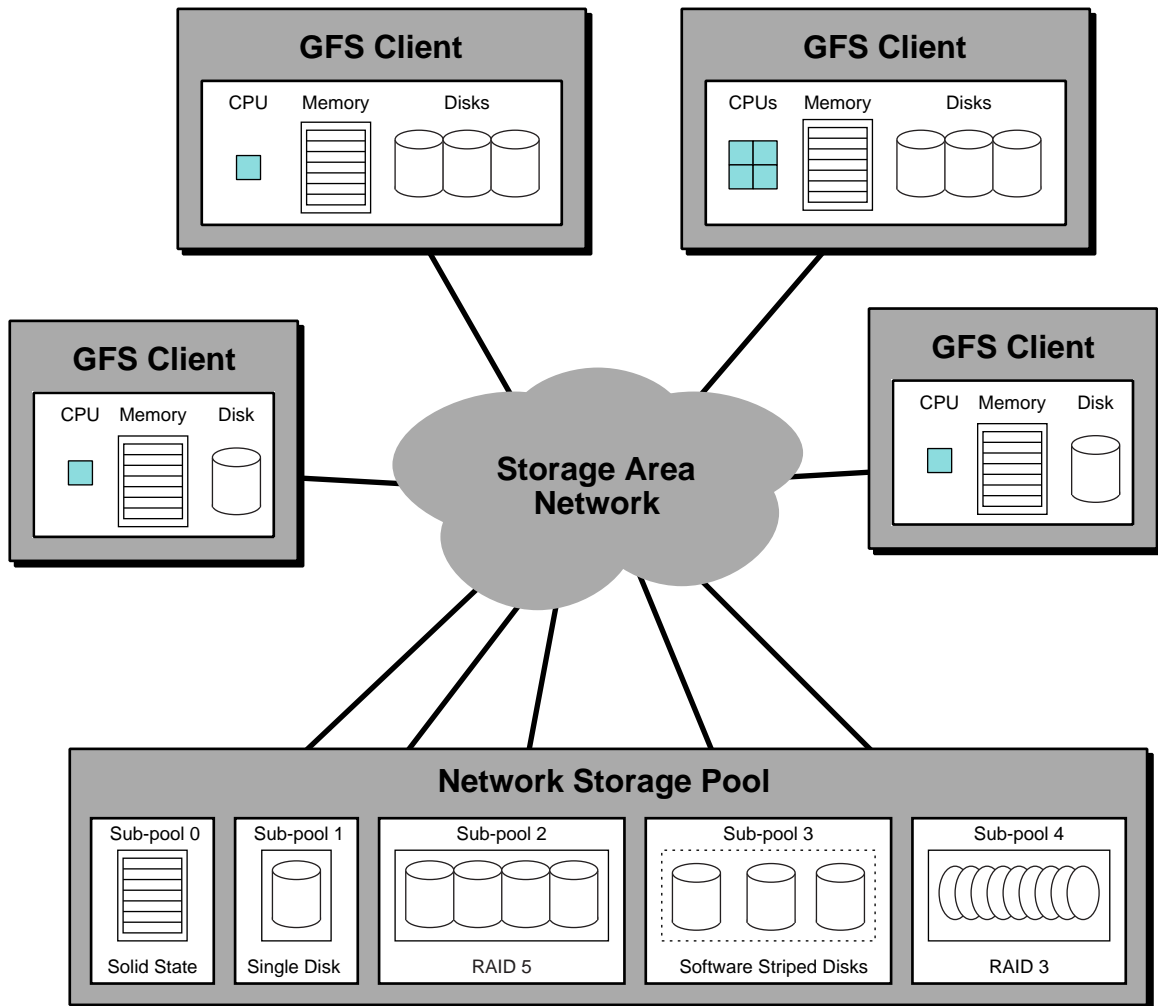 GFS Client
CPU Memory Disks
GFS Client
CPUs Memory Disks
GFS Client
CPU Memory Disk
GFS Client
CPU Memory Disk
Storage Area
Network
Network Storage Pool
Sub-pool 0
Solid State
Sub-pool 1
Single Disk
Sub-pool 2
RAID 5
Sub-pool 3
Software Striped Disks
Sub-pool 4
RAID 3